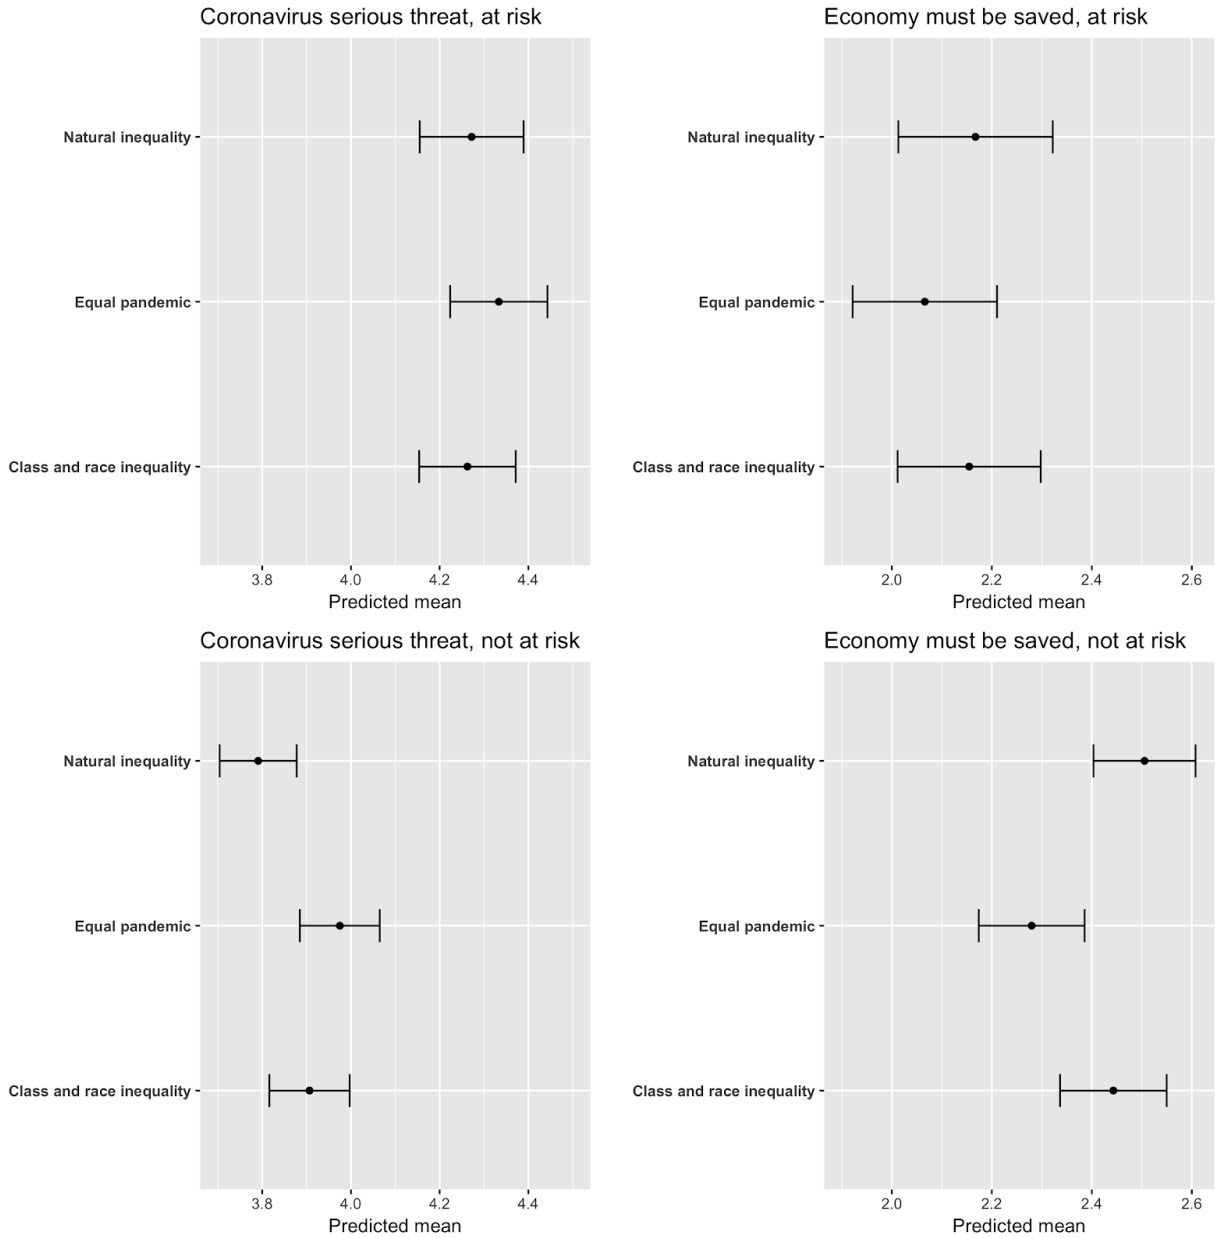 Coronavirus serious threat, at risk
Natural inequality
Equal pandemic
Class and race inequality
3.8 4.0 4.2 4.4
Predicted mean
Economy must be saved, at risk
Natural inequality
Equal pandemic
Class and race inequality
2.0 2.2 2.4 2.6
Predicted mean
Coronavirus serious threat, not at risk
Natural inequality
Equal pandemic
Class and race inequality
3.8 4.0 4.2 4.4
Predicted mean
Economy must be saved, not at risk
Natural inequality
Equal pandemic
Class and race inequality
2.0 2.2 2.4 2.6
Predicted mean